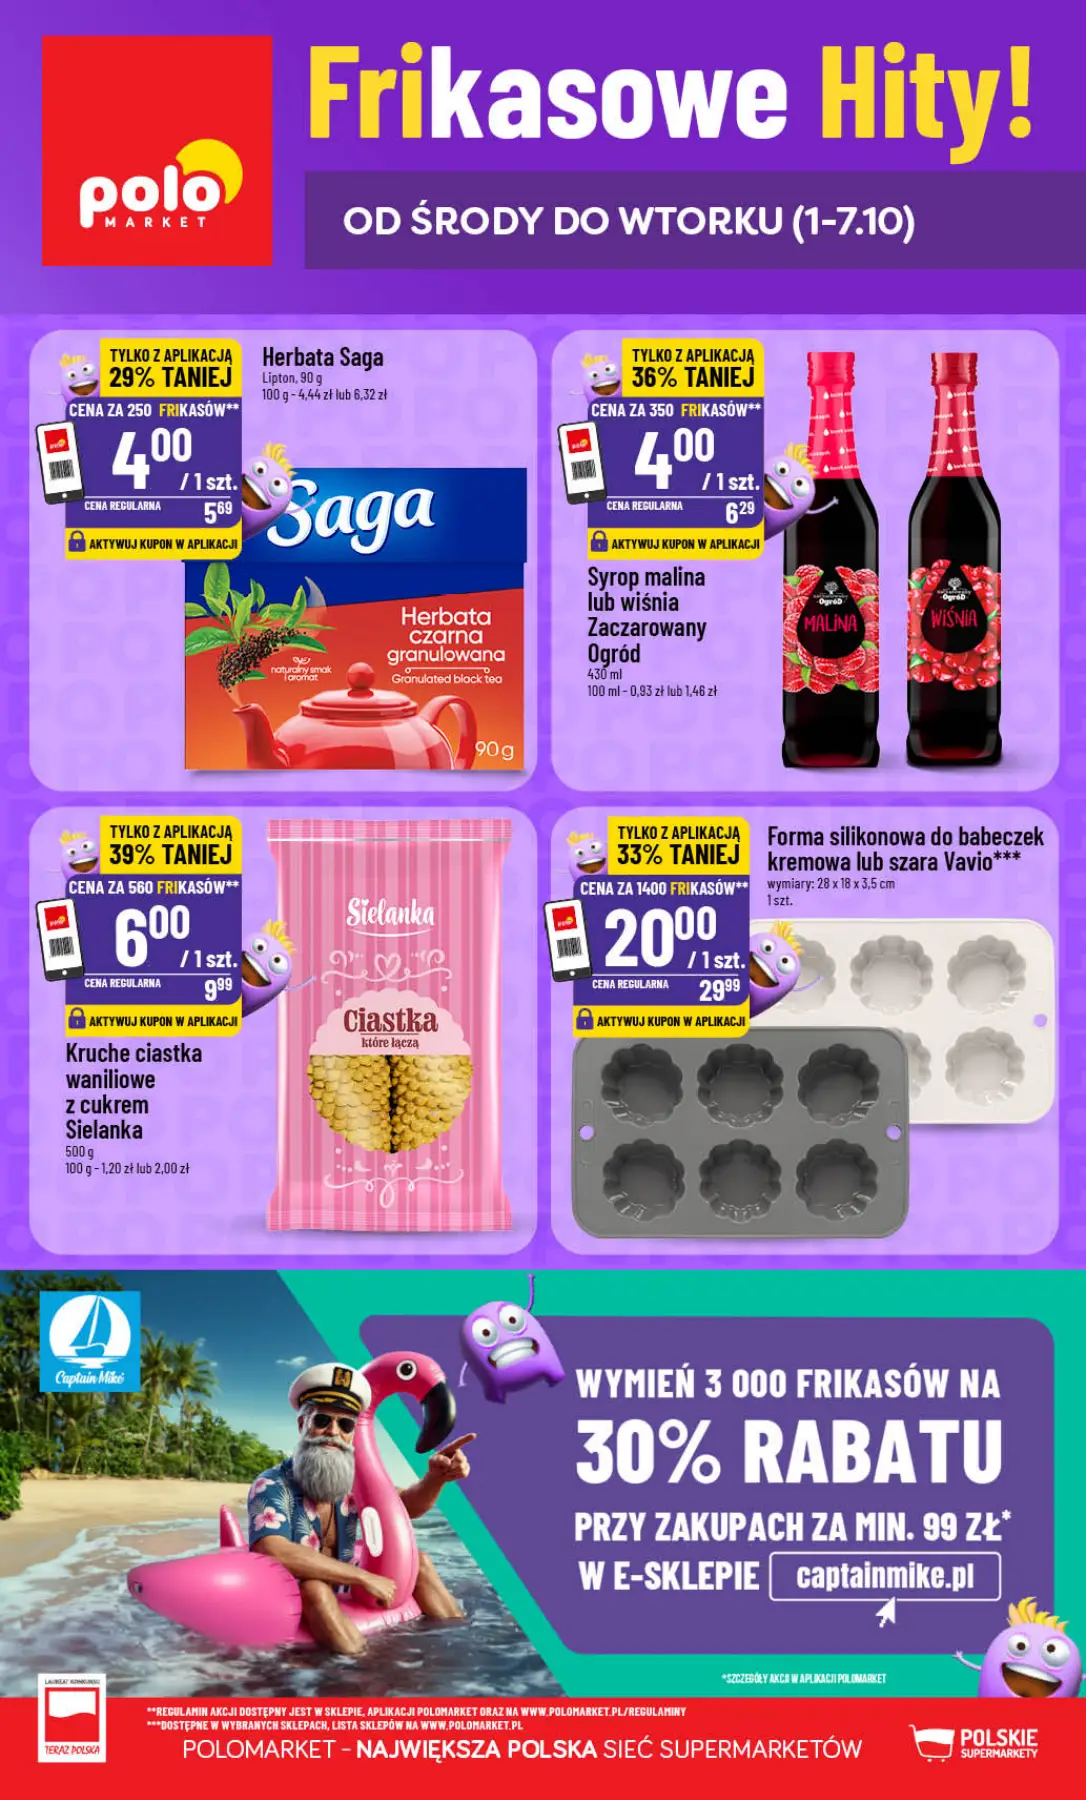 polo
MARKET
Frikasowe Hity!
OD ŚRODY DO WTORKU (1-7.10)
TYLKO Z APLIKACJĄ
29% TANIEJ
CENA ZA 250 FRIKASÓW**
4,00
/ 1 szt.
CENA REGULARNA
5 69
AKTYWUJ KUPON W APLIKACJI
Herbata Saga
Lipton, 90 g
100 g - 4,44 zł lub 6,32 zł
Saga
Herbata
czarna
granulowana
Granulated black tea
naturalny smak
i aromat
90 g
TYLKO Z APLIKACJĄ
36% TANIEJ
CENA ZA 350 FRIKASÓW**
4,00
/ 1 szt.
CENA REGULARNA
6 29
AKTYWUJ KUPON W APLIKACJI
Syrop malina
lub wiśnia
Zaczarowany
Ogród
430 ml
100 ml - 0,93 zł lub 1,46 zł
OgróD
MALINA
OgróD
WIŚNIA
TYLKO Z APLIKACJĄ
39% TANIEJ
CENA ZA 560 FRIKASÓW**
6,00
/ 1 szt.
CENA REGULARNA
9 99
AKTYWUJ KUPON W APLIKACJI
Kruche ciastka
waniliowe
z cukrem
Sielanka
500 g
100 g - 1,20 zł lub 2,00 zł
Sielanka
Ciastka
które łączą
TYLKO Z APLIKACJĄ
33% TANIEJ
CENA ZA 1400 FRIKASÓW**
20,00
/ 1 szt.
CENA REGULARNA
29 99
AKTYWUJ KUPON W APLIKACJI
Forma silikonowa do babeczek
kremowa lub szara Vavio***
wymiary: 28 x 18 x 3,5 cm
1 szt.
Captain Mike
WYMIEŃ 3 000 FRIKASÓW NA
30% RABATU
PRZY ZAKUPACH ZA MIN. 99 ZŁ*
W E-SKLEPIE captainmike.pl
*SZCZEGÓŁY AKCJI W APLIKACJI POLOMARKET
LAUREAT KONKURSU
TERAZ POLSKA
**REGULAMIN AKCJI DOSTĘPNY JEST W SKLEPIE, APLIKACJI POLOMARKET ORAZ NA WWW.POLOMARKET.PL/REGULAMINY
***DOSTĘPNE W WYBRANYCH SKLEPACH, LISTA SKLEPÓW NA WWW.POLOMARKET.PL
POLOMARKET - NAJWIĘKSZA POLSKA SIEĆ SUPERMARKETÓW
POLSKIE
SUPERMARKETY